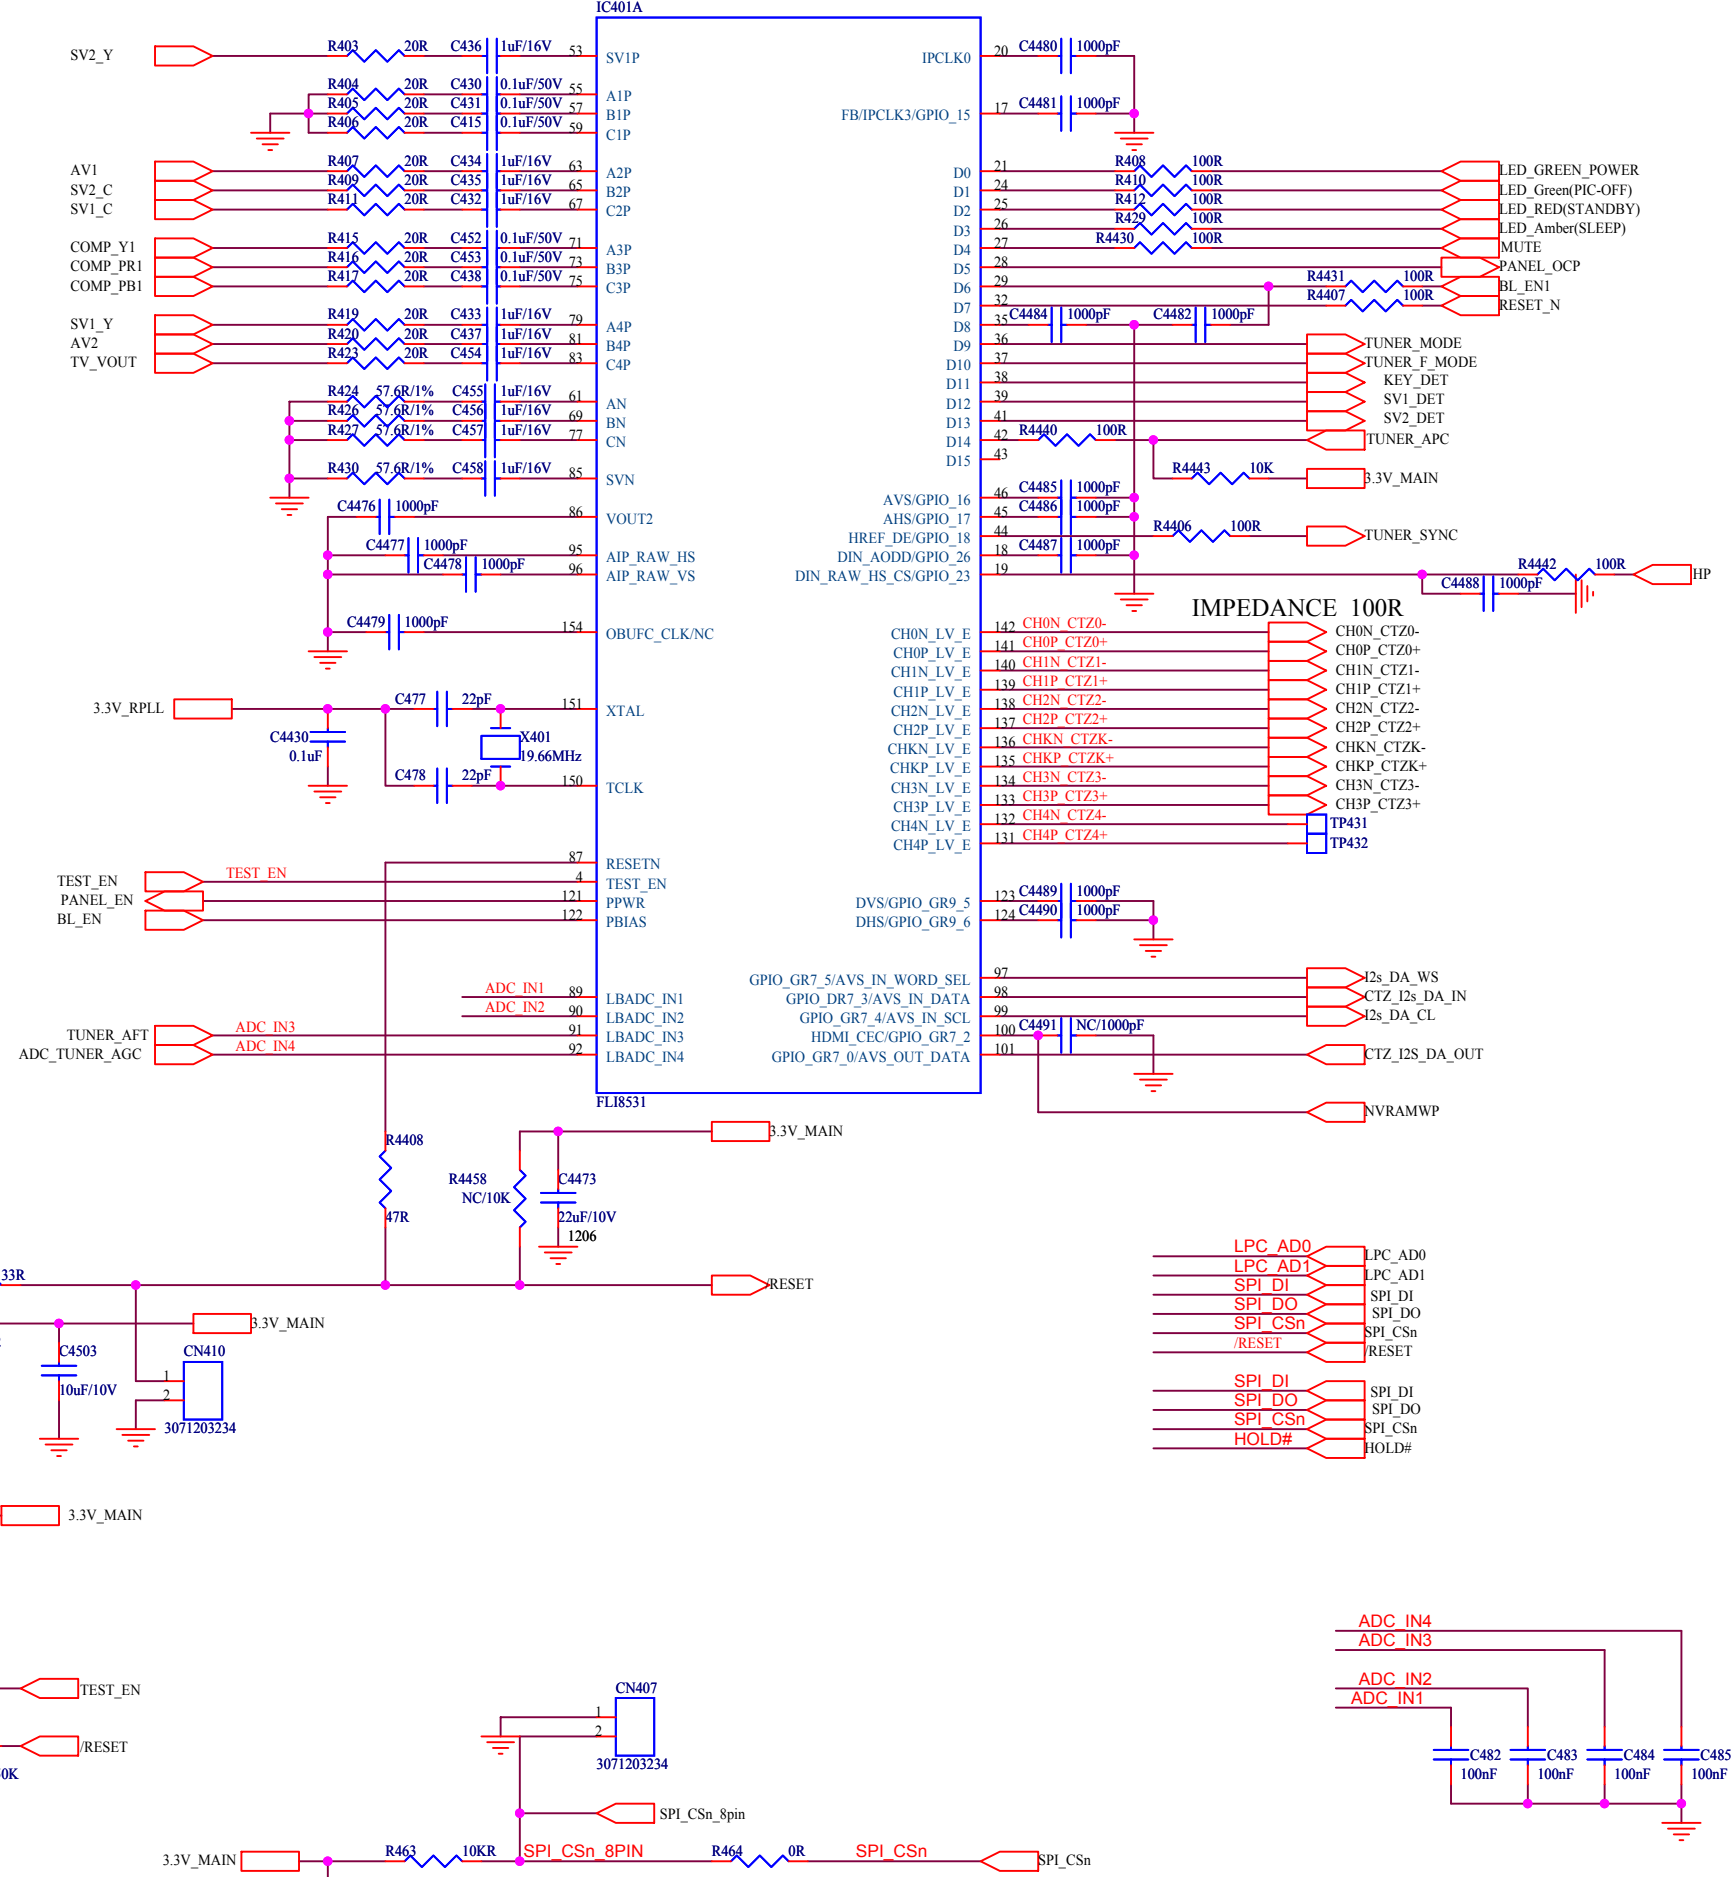 IC401A
SV2_Y R403 20R C436 1uF/16V 53 SV1P
R404 20R C430 0.1uF/50V 55 A1P
R405 20R C431 0.1uF/50V 57 B1P
R406 20R C415 0.1uF/50V 59 C1P
AV1 R407 20R C434 1uF/16V 63 A2P
SV2_C R409 20R C435 1uF/16V 65 B2P
SV1_C R411 20R C432 1uF/16V 67 C2P
COMP_Y1 R415 20R C452 0.1uF/50V 71 A3P
COMP_PR1 R416 20R C453 0.1uF/50V 73 B3P
COMP_PB1 R417 20R C438 0.1uF/50V 75 C3P
SV1_Y R419 20R C433 1uF/16V 79 A4P
AV2 R420 20R C437 1uF/16V 81 B4P
TV_VOUT R423 20R C454 1uF/16V 83 C4P
R424 57.6R/1% C455 1uF/16V 61 AN
R426 57.6R/1% C456 1uF/16V 69 BN
R427 57.6R/1% C457 1uF/16V 77 CN
R430 57.6R/1% C458 1uF/16V 85 SVN
C4476 1000pF 86 VOUT2
C4477 1000pF 95 AIP_RAW_HS
C4478 1000pF 96 AIP_RAW_VS
C4479 1000pF 154 OBUFC_CLK/NC
3.3V_RPLL C477 22pF 151 XTAL
C4430 0.1uF
X401 19.66MHz
C478 22pF 150 TCLK
87 RESETN
TEST_EN TEST_EN 4 TEST_EN
PANEL_EN 121 PPWR
BL_EN 122 PBIAS
ADC_IN1 89 LBADC_IN1
ADC_IN2 90 LBADC_IN2
TUNER_AFT ADC_IN3 91 LBADC_IN3
ADC_TUNER_AGC ADC_IN4 92 LBADC_IN4
FLI8531
IPCLK0 20 C4480 1000pF
FB/IPCLK3/GPIO_15 17 C4481 1000pF
D0 21 R408 100R LED_GREEN_POWER
D1 24 R410 100R LED_Green(PIC-OFF)
D2 25 R412 100R LED_RED(STANDBY)
D3 26 R429 100R LED_Amber(SLEEP)
D4 27 R4430 100R MUTE
D5 28 PANEL_OCP
D6 29 R4431 100R BL_EN1
D7 32 R4407 100R RESET_N
D8 35 C4484 1000pF C4482 1000pF
D9 36 TUNER_MODE
D10 37 TUNER_F_MODE
D11 38 KEY_DET
D12 39 SV1_DET
D13 41 SV2_DET
D14 42 R4440 100R TUNER_APC
D15 43
R4443 10K 3.3V_MAIN
AVS/GPIO_16 46 C4485 1000pF
AHS/GPIO_17 45 C4486 1000pF
HREF_DE/GPIO_18 44 R4406 100R TUNER_SYNC
DIN_AODD/GPIO_26 18 C4487 1000pF
DIN_RAW_HS_CS/GPIO_23 19 R4442 100R HP
C4488 1000pF
IMPEDANCE 100R
CH0N_LV_E 142 CH0N_CTZ0- CH0N_CTZ0-
CH0P_LV_E 141 CH0P_CTZ0+ CH0P_CTZ0+
CH1N_LV_E 140 CH1N_CTZ1- CH1N_CTZ1-
CH1P_LV_E 139 CH1P_CTZ1+ CH1P_CTZ1+
CH2N_LV_E 138 CH2N_CTZ2- CH2N_CTZ2-
CH2P_LV_E 137 CH2P_CTZ2+ CH2P_CTZ2+
CHKN_LV_E 136 CHKN_CTZK- CHKN_CTZK-
CHKP_LV_E 135 CHKP_CTZK+ CHKP_CTZK+
CH3N_LV_E 134 CH3N_CTZ3- CH3N_CTZ3-
CH3P_LV_E 133 CH3P_CTZ3+ CH3P_CTZ3+
CH4N_LV_E 132 CH4N_CTZ4- TP431
CH4P_LV_E 131 CH4P_CTZ4+ TP432
DVS/GPIO_GR9_5 123 C4489 1000pF
DHS/GPIO_GR9_6 124 C4490 1000pF
GPIO_GR7_5/AVS_IN_WORD_SEL 97 I2s_DA_WS
GPIO_DR7_3/AVS_IN_DATA 98 CTZ_I2s_DA_IN
GPIO_GR7_4/AVS_IN_SCL 99 I2s_DA_CL
HDMI_CEC/GPIO_GR7_2 100 C4491 NC/1000pF
GPIO_GR7_0/AVS_OUT_DATA 101 CTZ_I2S_DA_OUT
NVRAMWP
3.3V_MAIN
R4408 47R
R4458 NC/10K
C4473 22uF/10V 1206
33R /RESET
3.3V_MAIN
C4503 10uF/10V
CN410 1 2 3071203234
3.3V_MAIN
LPC_AD0 LPC_AD0
LPC_AD1 LPC_AD1
SPI_DI SPI_DI
SPI_DO SPI_DO
SPI_CSn SPI_CSn
/RESET /RESET
SPI_DI SPI_DI
SPI_DO SPI_DO
SPI_CSn SPI_CSn
HOLD# HOLD#
TEST_EN
/RESET
0K
CN407 1 2 3071203234
SPI_CSn_8pin
3.3V_MAIN R463 10KR SPI_CSn_8PIN R464 0R SPI_CSn SPI_CSn
ADC_IN4
ADC_IN3
ADC_IN2
ADC_IN1
C482 C483 C484 C485
100nF 100nF 100nF 100nF